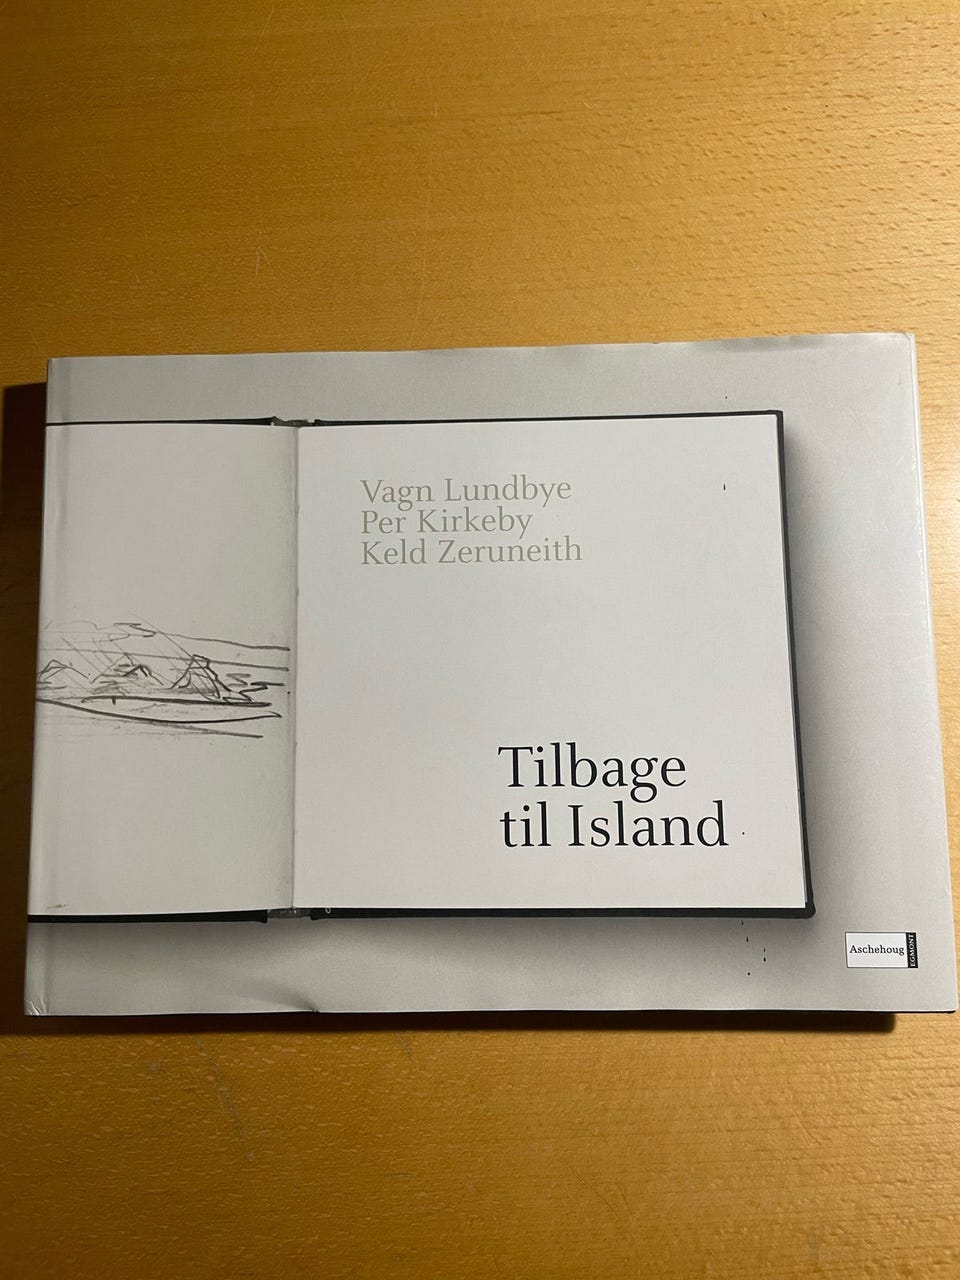 Vagn Lundbye
Per Kirkeby
Keld Zeruneith
Tilbage
til Island
Aschehoug
EGMONT